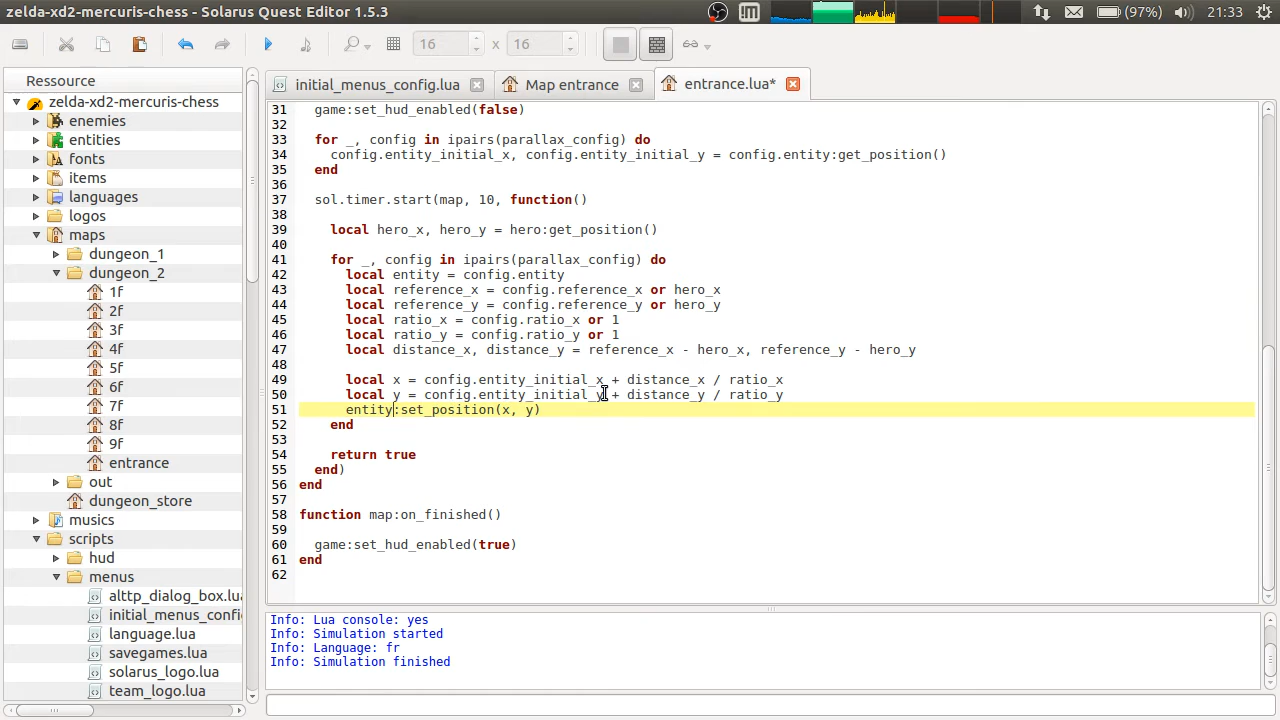 zelda-xd2-mercuris-chess - Solarus Quest Editor 1.5.3
(97%)
21:33
16
x
16
Ressource
initial_menus_config.lua
Map entrance
entrance.lua*
zelda-xd2-mercuris-chess
enemies
entities
fonts
items
languages
logos
maps
dungeon_1
dungeon_2
1f
2f
3f
4f
5f
6f
7f
8f
9f
entrance
out
dungeon_store
musics
scripts
hud
menus
alttp_dialog_box.lua
initial_menus_confi
language.lua
savegames.lua
solarus_logo.lua
team_logo.lua
31   game:set_hud_enabled(false)
32
33   for _, config in ipairs(parallax_config) do
34     config.entity_initial_x, config.entity_initial_y = config.entity:get_position()
35   end
36
37   sol.timer.start(map, 10, function()
38
39     local hero_x, hero_y = hero:get_position()
40
41     for _, config in ipairs(parallax_config) do
42       local entity = config.entity
43       local reference_x = config.reference_x or hero_x
44       local reference_y = config.reference_y or hero_y
45       local ratio_x = config.ratio_x or 1
46       local ratio_y = config.ratio_y or 1
47       local distance_x, distance_y = reference_x - hero_x, reference_y - hero_y
48
49       local x = config.entity_initial_x + distance_x / ratio_x
50       local y = config.entity_initial_y + distance_y / ratio_y
51       entity:set_position(x, y)
52     end
53
54     return true
55   end)
56 end
57
58 function map:on_finished()
59
60   game:set_hud_enabled(true)
61 end
62
Info: Lua console: yes
Info: Simulation started
Info: Language: fr
Info: Simulation finished